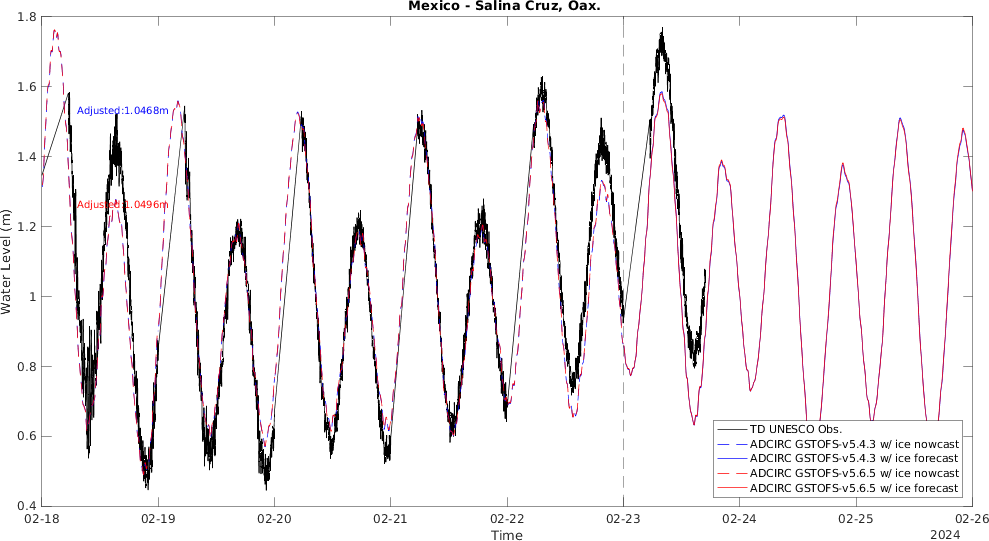 Mexico - Salina Cruz, Oax.
1.8
1.6
1.4
1.2
1
0.8
0.6
0.4
Water Level (m)
Adjusted:1.0468m
Adjusted:1.0496m
TD UNESCO Obs.
ADCIRC GSTOFS-v5.4.3 w/ ice nowcast
ADCIRC GSTOFS-v5.4.3 w/ ice forecast
ADCIRC GSTOFS-v5.6.5 w/ ice nowcast
ADCIRC GSTOFS-v5.6.5 w/ ice forecast
02-18 02-19 02-20 02-21 02-22 02-23 02-24 02-25 02-26
Time
2024